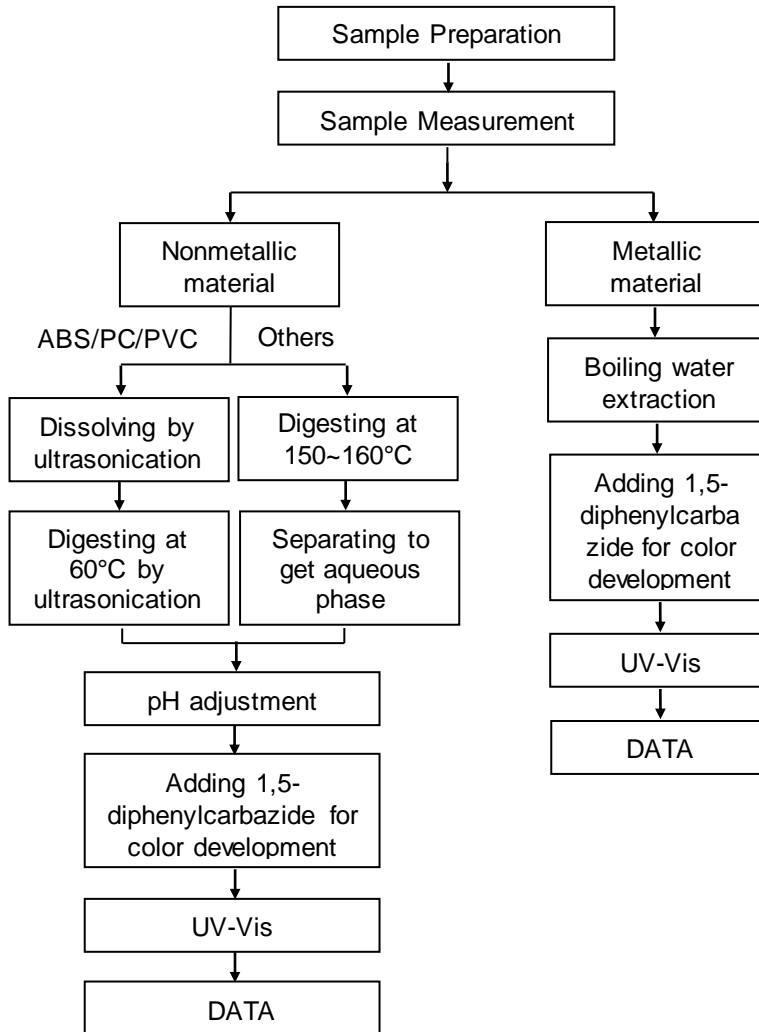 Sample Preparation
Sample Measurement
Nonmetallic
material
Metallic
material
ABS/PC/PVC
Others
Boiling water
extraction
Dissolving by
ultrasonication
Digesting at
150~160°C
Adding 1,5-
diphenylcarba
zide for color
development
Digesting at
60°C by
ultrasonication
Separating to
get aqueous
phase
UV-Vis
pH adjustment
DATA
Adding 1,5-
diphenylcarbazide for
color development
UV-Vis
DATA